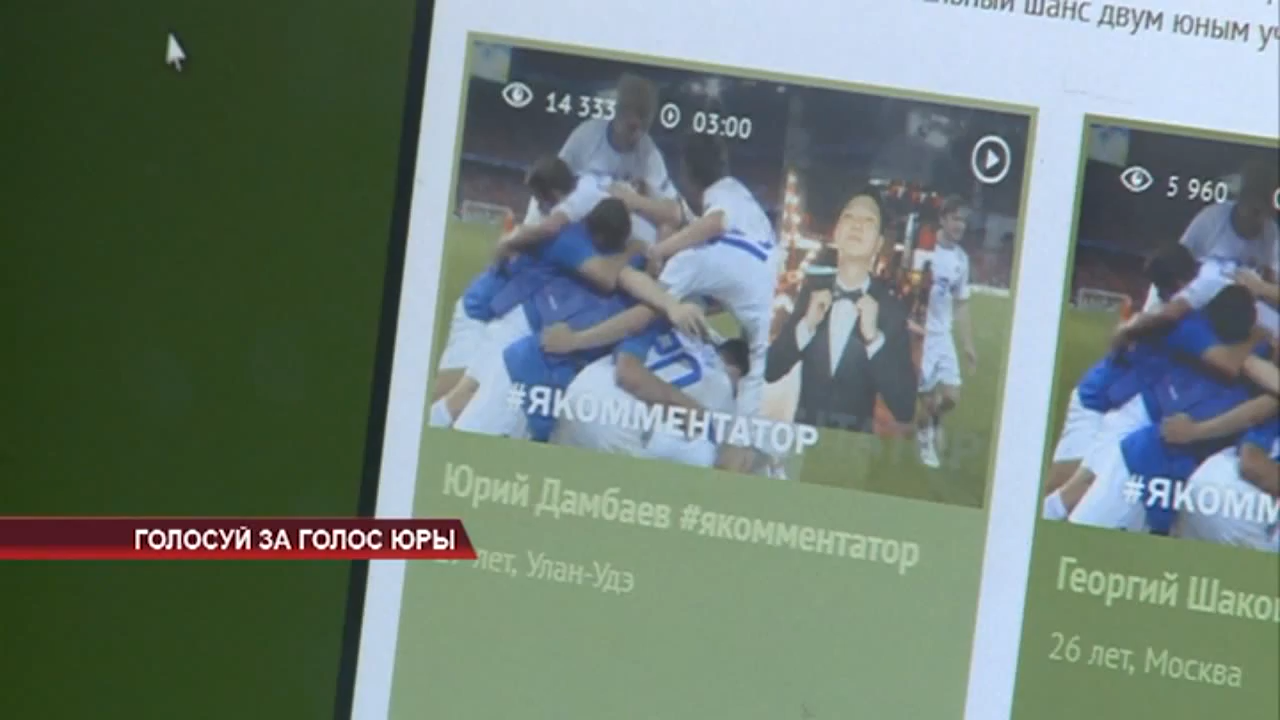 шанс двум юным
14 333 03:00
5 960
#ЯКОММЕНТАТОР
#ЯКОММ
Юрий Дамбаев #якомментатор
лет, Улан-Удэ
Георгий
26 лет, Москва
ГОЛОСУЙ ЗА ГОЛОС ЮРЫ